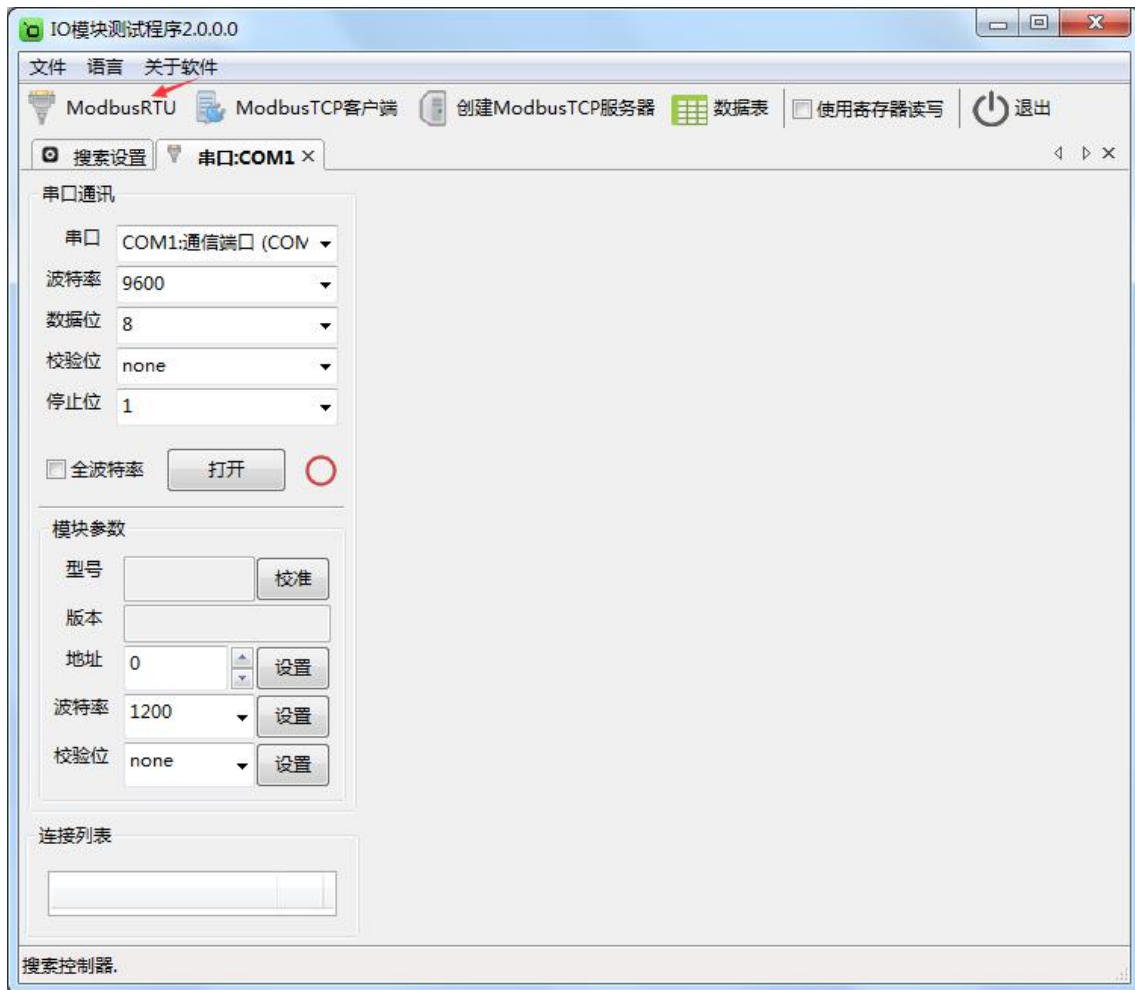 IO模块测试程序2.0.0.0
文件 语言 关于软件
ModbusRTU ModbusTCP客户端 创建ModbusTCP服务器 数据表 使用寄存器读写 退出
搜索设置 串口:COM1
串口通讯
串口 COM1:通信端口 (COM
波特率 9600
数据位 8
校验位 none
停止位 1
全波特率 打开
模块参数
型号 校准
版本
地址 0 设置
波特率 1200 设置
校验位 none 设置
连接列表
搜索控制器.